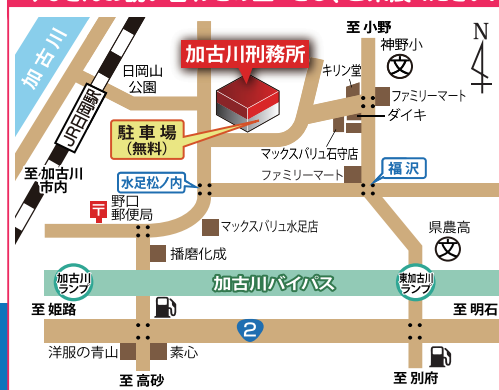 至小野
神野小
文
N
加古川
加古川刑務所
日岡山
公園
キリン堂
JR日岡駅
ファミリーマート
ダイキ
駐車場
(無料)
マックスバリュ石守店
至加古川
市内
ファミリーマート
福沢
水足松ノ内
野口
郵便局
マックスバリュ水足店
県農高
文
播磨化成
加古川
ランプ
加古川バイパス
東加古川
ランプ
至姫路
至明石
2
洋服の青山
素心
至高砂
至別府